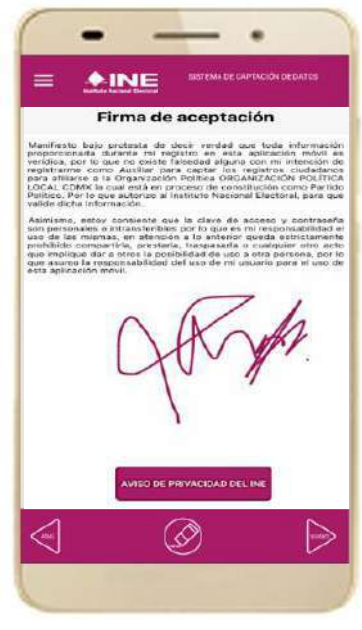 INE
Instituto Nacional Electoral
SISTEMA DE CAPTACIÓN DE DATOS
Firma de aceptación
Manifiesto bajo protesta de decir verdad que toda información
proporcionada durante mi registro en esta aplicación móvil es
verídica, por lo que no existe falsedad alguna con mi intención de
registrarme como Auxiliar para captar los registros ciudadanos
para afiliarse a la Organización Política ORGANIZACIÓN POLÍTICA
LOCAL CDMX la cual está en proceso de constitución como Partido
Político. Por lo que autorizo al Instituto Nacional Electoral, para que
valide dicha información.
Asimismo, estoy consiente que la clave de acceso y contraseña
son personales e intransferibles por lo que es mi responsabilidad el
uso de las mismas, en atención a lo anterior queda estrictamente
prohibido compartirla, prestarla, traspasarla o cualquier otro acto
que implique dar a otros la posibilidad de uso a otra persona, por lo
que asumo la responsabilidad del uso de mi usuario para el uso de
esta aplicación móvil.
AVISO DE PRIVACIDAD DEL INE